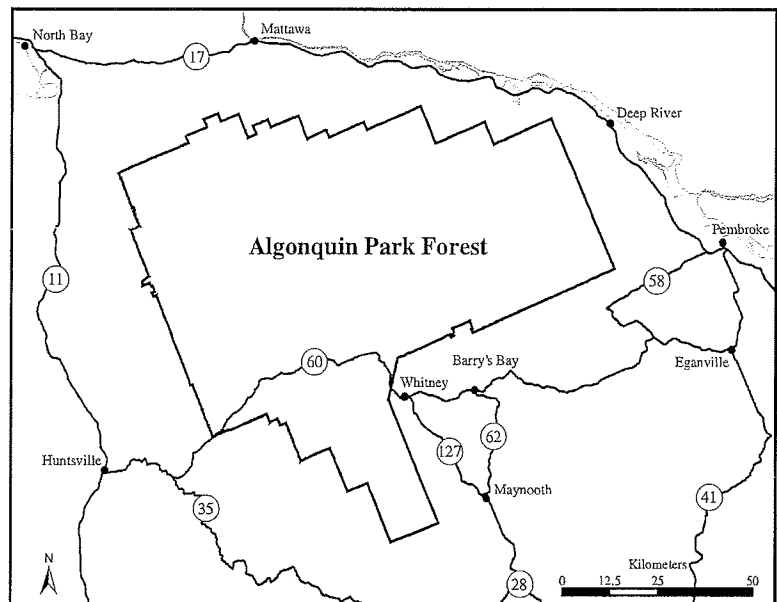 North Bay
Mattawa
17
Deep River
Pembroke
Algonquin Park Forest
11
58
60
Barry's Bay
Eganville
Whitney
62
127
Huntsville
Maynooth
41
35
N
Kilometers
28
0 12.5 25 50